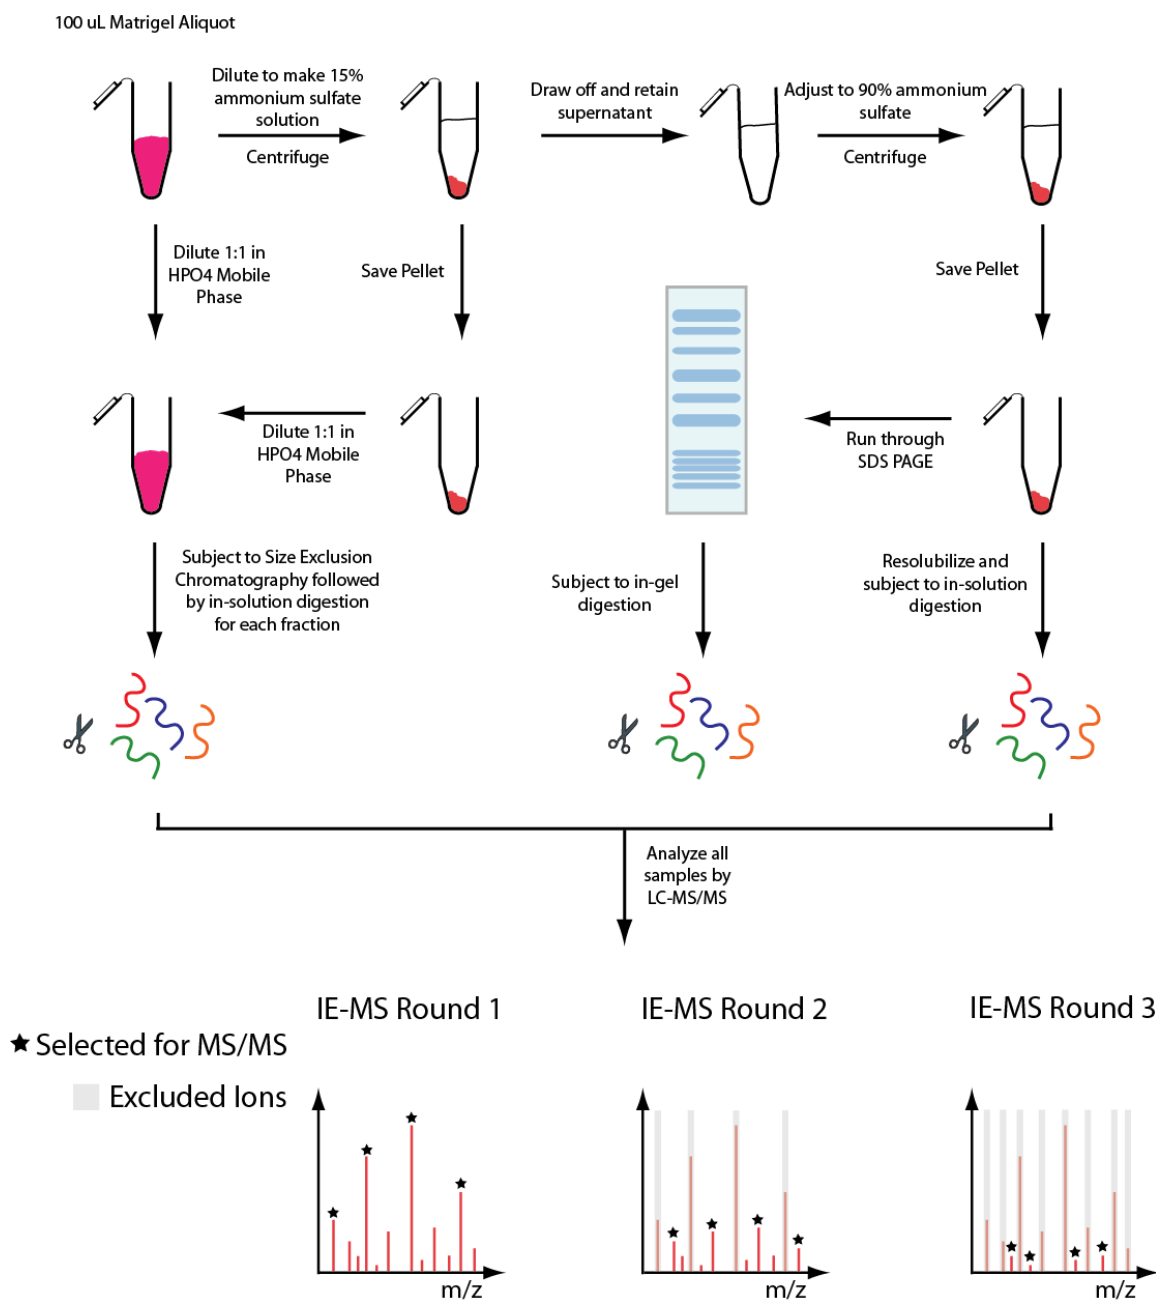 100 uL Matrigel Aliquot
Dilute to make 15%
ammonium sulfate
solution
Centrifuge
Draw off and retain
supernatant
Adjust to 90% ammonium
sulfate
Centrifuge
Dilute 1:1 in
HPO4 Mobile
Phase
Save Pellet
Save Pellet
Dilute 1:1 in
HPO4 Mobile
Phase
Run through
SDS PAGE
Subject to Size Exclusion
Chromatography followed
by in-solution digestion
for each fraction
Subject to in-gel
digestion
Resolubilize and
subject to in-solution
digestion
Analyze all
samples by
LC-MS/MS
IE-MS Round 1
IE-MS Round 2
IE-MS Round 3
Selected for MS/MS
Excluded Ions
m/z
m/z
m/z